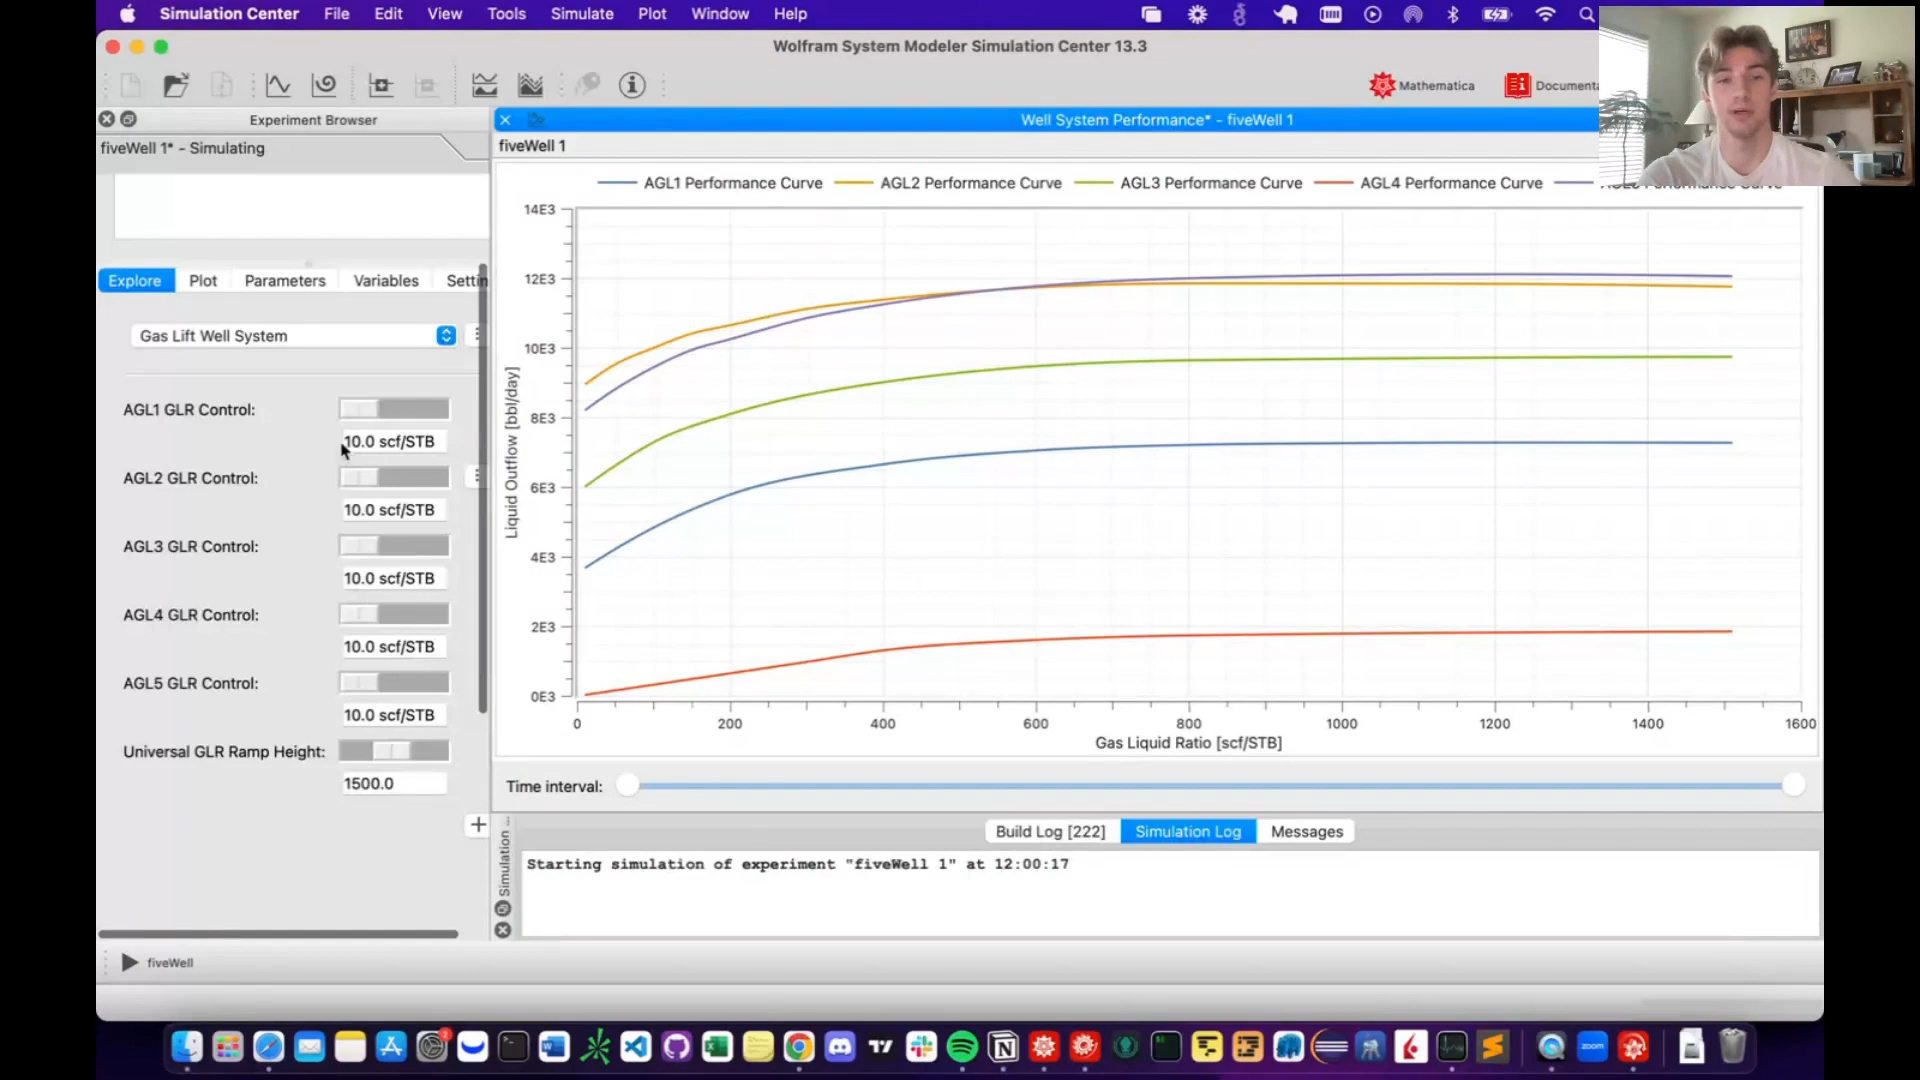 Simulation Center File Edit View Tools Simulate Plot Window Help
Wolfram System Modeler Simulation Center 13.3
Mathematica
Documenta
Experiment Browser
fiveWell 1* - Simulating
Explore Plot Parameters Variables Settin
Gas Lift Well System
AGL1 GLR Control:
10.0 scf/STB
AGL2 GLR Control:
10.0 scf/STB
AGL3 GLR Control:
10.0 scf/STB
AGL4 GLR Control:
10.0 scf/STB
AGL5 GLR Control:
10.0 scf/STB
Universal GLR Ramp Height:
1500.0
+
Well System Performance* - fiveWell 1
fiveWell 1
AGL1 Performance Curve AGL2 Performance Curve AGL3 Performance Curve AGL4 Performance Curve
14E3
12E3
10E3
8E3
6E3
4E3
2E3
0E3
Liquid Outflow [bbl/day]
0 200 400 600 800 1000 1200 1400 1600
Gas Liquid Ratio [scf/STB]
Time interval:
Build Log [222] Simulation Log Messages
Simulation
Starting simulation of experiment "fiveWell 1" at 12:00:17
fiveWell
zoom